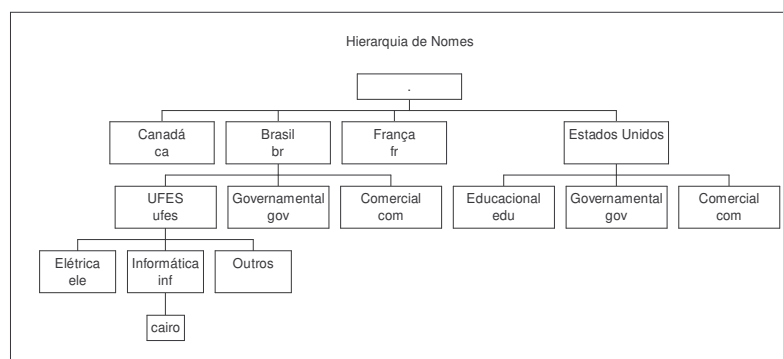 Hierarquia de Nomes
.
Canadá
ca
Brasil
br
França
fr
Estados Unidos
UFES
ufes
Governamental
gov
Comercial
com
Educacional
edu
Governamental
gov
Comercial
com
Elétrica
ele
Informática
inf
Outros
cairo